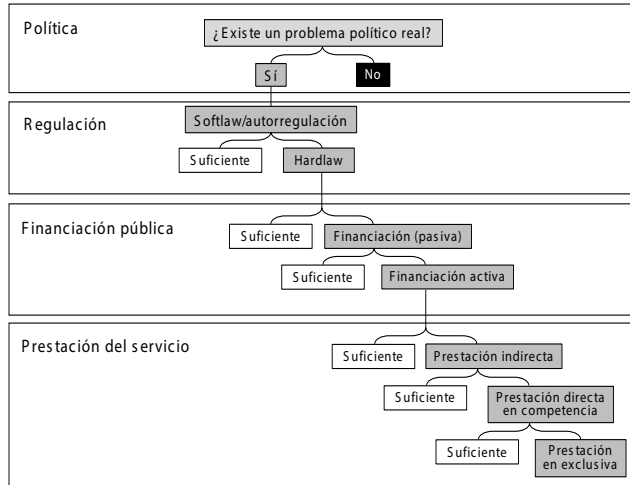 Política
¿Existe un problema político real?
Sí
No
Regulación
Softlaw/autorregulación
Suficiente
Hardlaw
Financiación pública
Suficiente
Financiación (pasiva)
Suficiente
Financiación activa
Prestación del servicio
Suficiente
Prestación indirecta
Suficiente
Prestación directa
en competencia
Suficiente
Prestación
en exclusiva